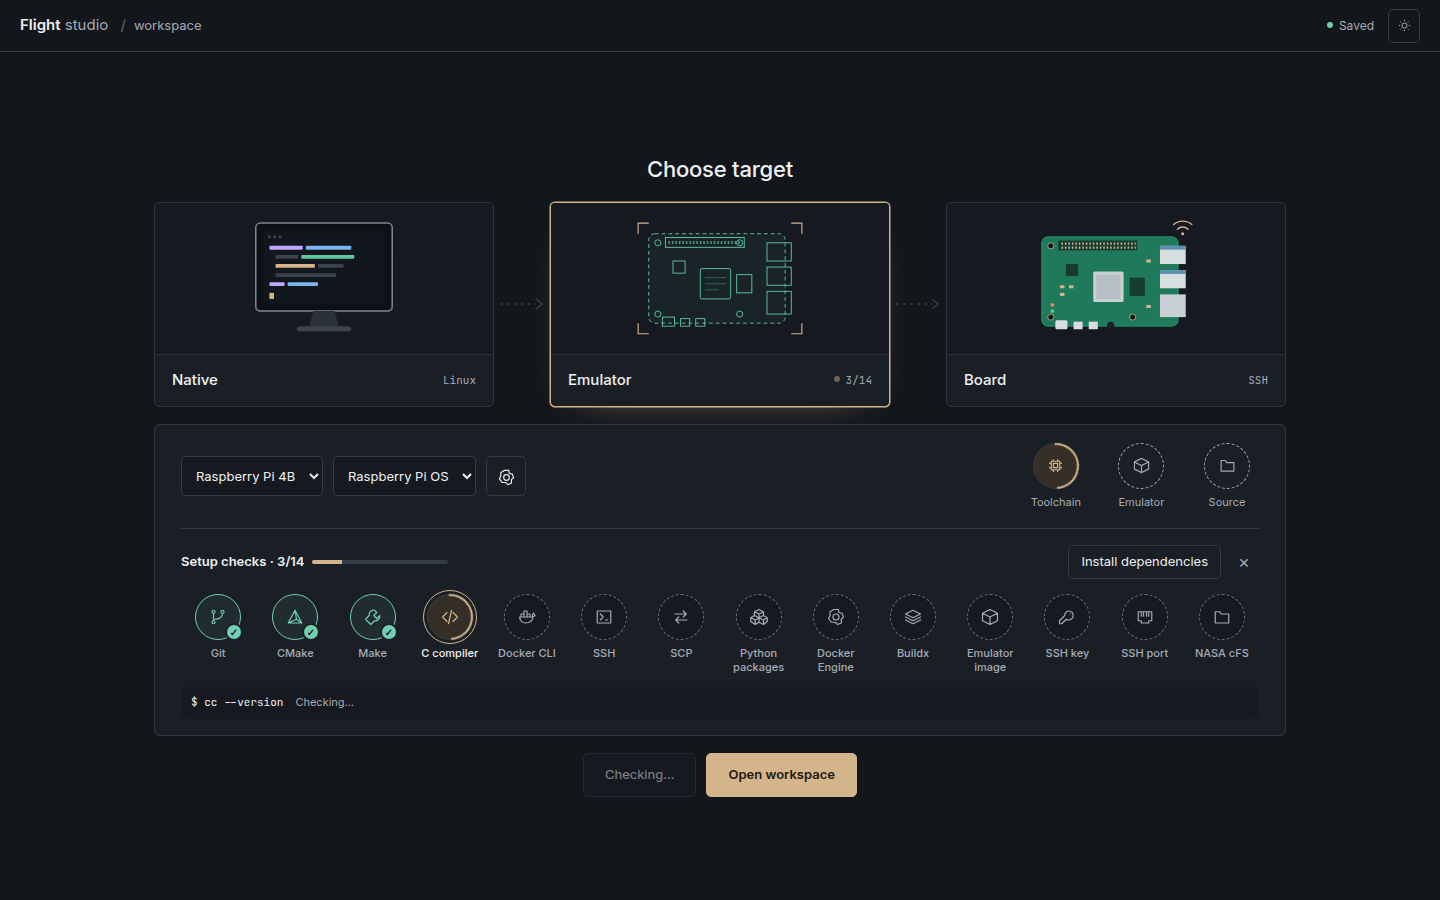 Flight studio / workspace
Saved
Choose target
Native
Linux
Emulator
3/14
Board
SSH
Raspberry Pi 4B
Raspberry Pi OS
Toolchain
Emulator
Source
Setup checks · 3/14
Install dependencies
×
Git
CMake
Make
C compiler
Docker CLI
SSH
SCP
Python
packages
Docker
Engine
Buildx
Emulator
image
SSH key
SSH port
NASA cFS
$ cc --version Checking...
Checking...
Open workspace